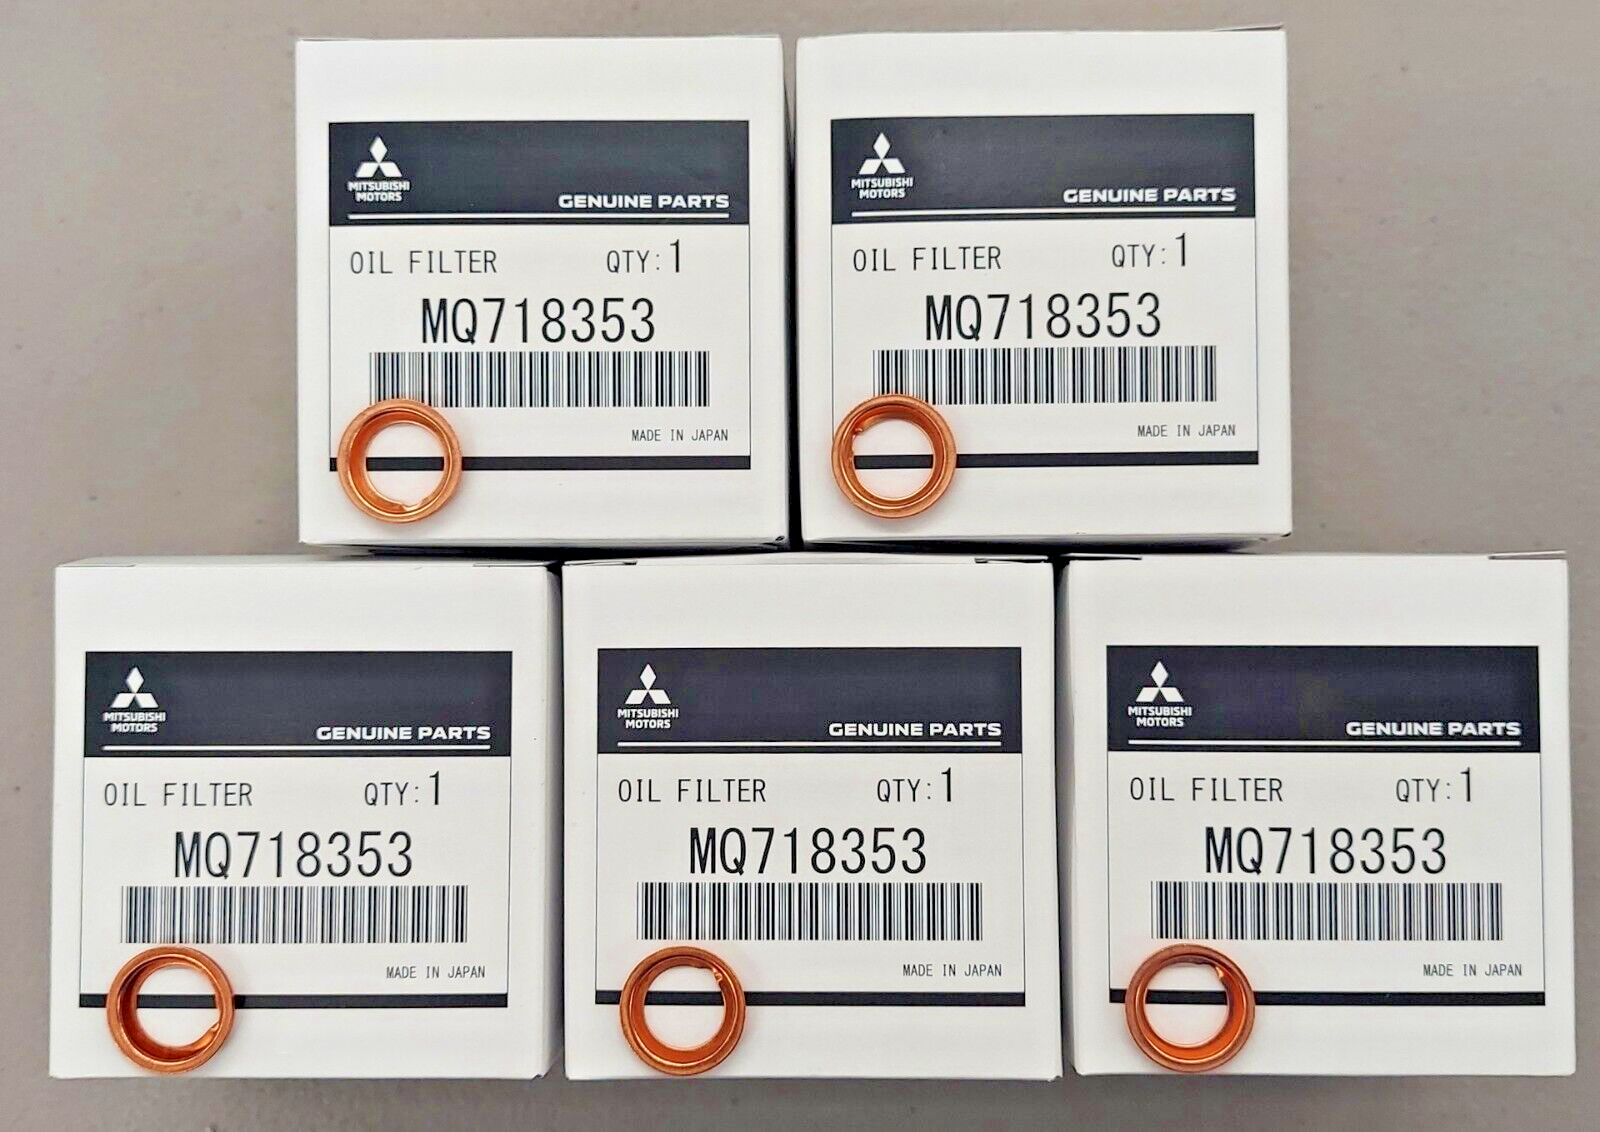 MITSUBISHI
MOTORS
GENUINE PARTS
OIL FILTER QTY: 1
MQ718353
MADE IN JAPAN
MITSUBISHI
MOTORS
GENUINE PARTS
OIL FILTER QTY: 1
MQ718353
MADE IN JAPAN
MITSUBISHI
MOTORS
GENUINE PARTS
OIL FILTER QTY: 1
MQ718353
MADE IN JAPAN
MITSUBISHI
MOTORS
GENUINE PARTS
OIL FILTER QTY: 1
MQ718353
MADE IN JAPAN
MITSUBISHI
MOTORS
GENUINE PARTS
OIL FILTER QTY: 1
MQ718353
MADE IN JAPAN